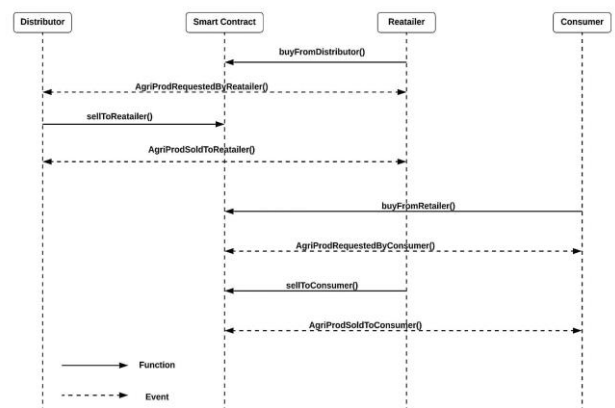 Distributor
Smart Contract
Reatailer
Consumer
buyFromDistributor()
AgriProdRequestedByReatailer()
sellToReatailer()
AgriProdSoldToReatailer()
buyFromRetailer()
AgriProdRequestedByConsumer()
sellToConsumer()
AgriProdSoldToConsumer()
Function
Event